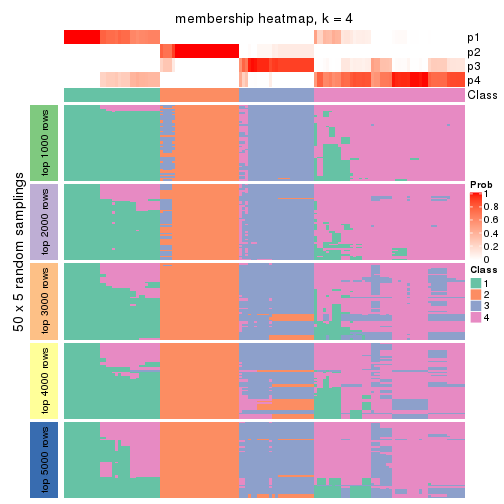 membership heatmap, k = 4
p1
p2
p3
p4
Class
50 x 5 random samplings
top 1000 rows
top 2000 rows
top 3000 rows
top 4000 rows
top 5000 rows
Prob
1
0.8
0.6
0.4
0.2
0
Class
1
2
3
4